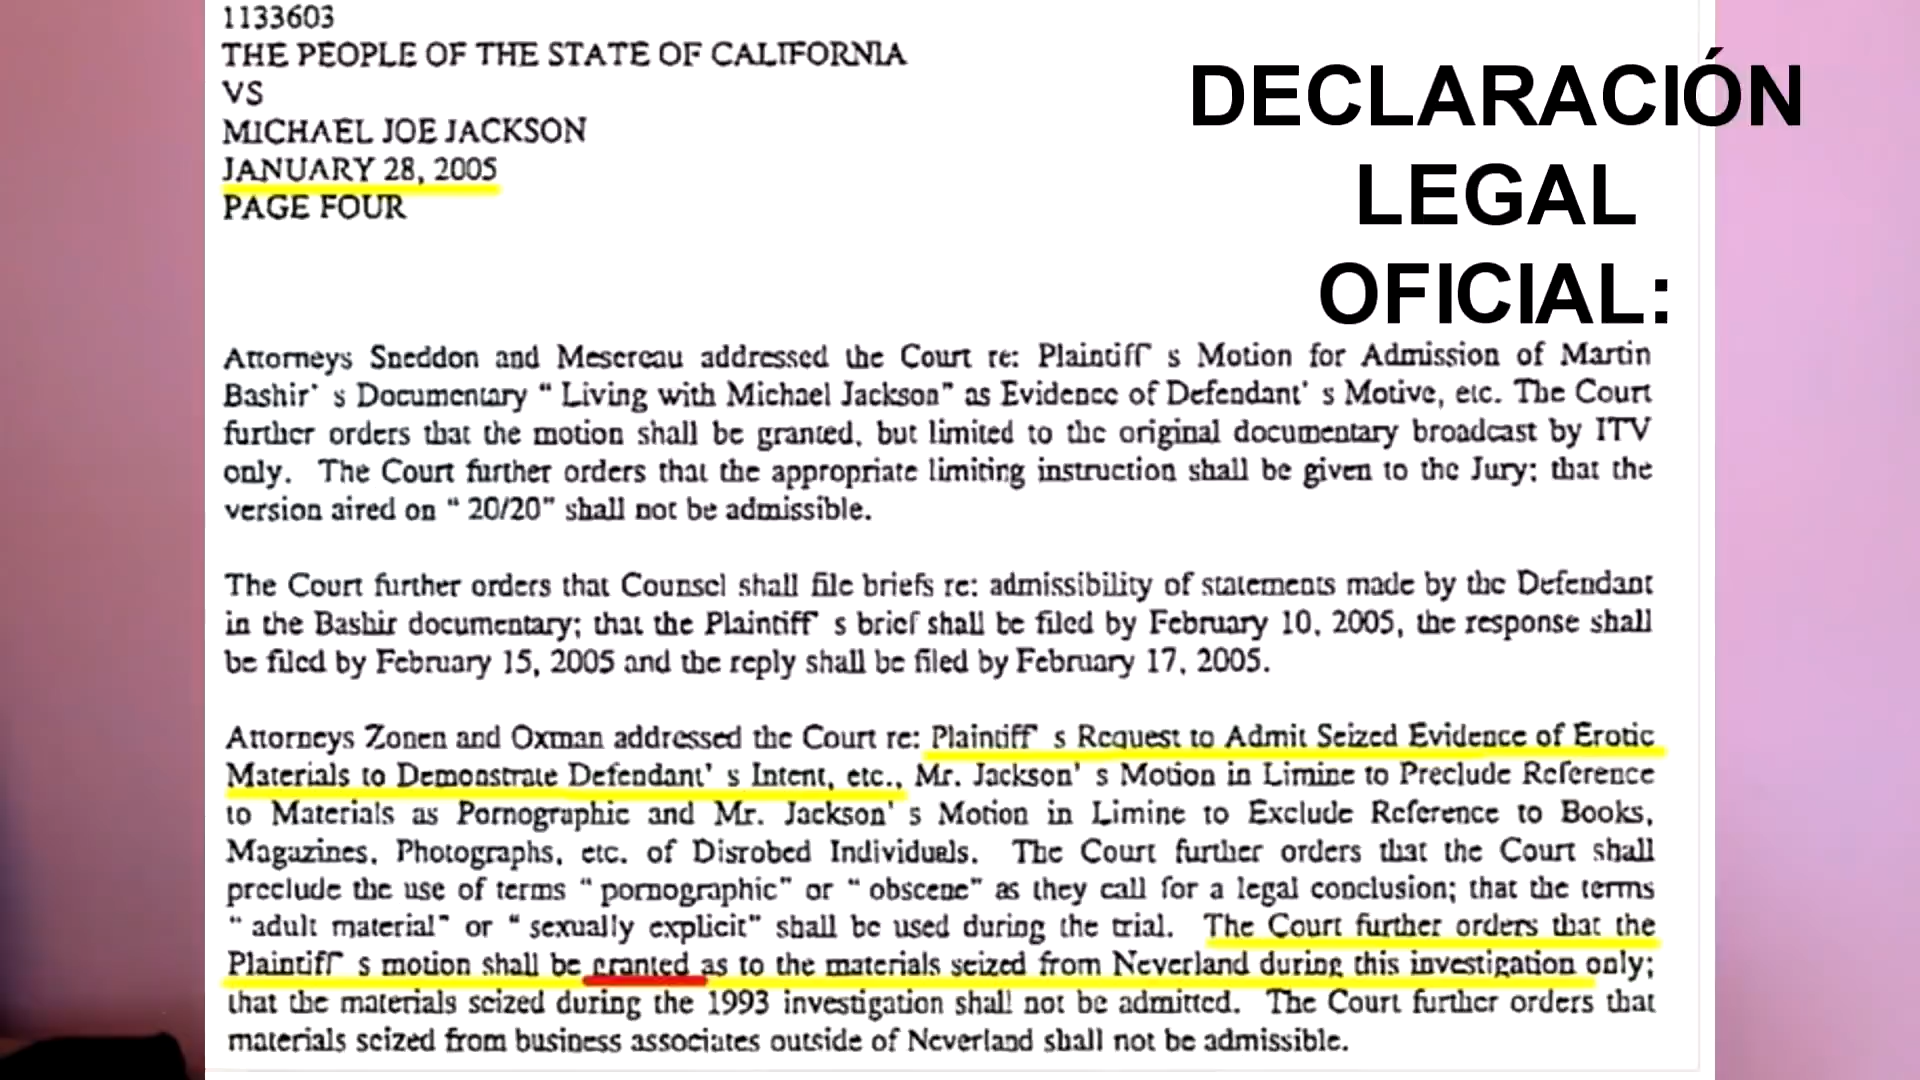 1133603
THE PEOPLE OF THE STATE OF CALIFORNIA
VS
MICHAEL JOE JACKSON
JANUARY 28, 2005
PAGE FOUR
DECLARACIÓN
LEGAL
OFICIAL:
Attorneys Sneddon and Mesereau addressed the Court re: Plaintiff s Motion for Admission of Martin
Bashir' s Documentary “ Living with Michael Jackson” as Evidence of Defendant' s Motive, etc. The Court
further orders that the motion shall be granted, but limited to the original documentary broadcast by ITV
only. The Court further orders that the appropriate limiting instruction shall be given to the Jury; that the
version aired on “ 20/20” shall not be admissible.
The Court further orders that Counsel shall file briefs re: admissibility of statements made by the Defendant
in the Bashir documentary; that the Plaintiff s brief shall be filed by February 10, 2005, the response shall
be filed by February 15, 2005 and the reply shall be filed by February 17, 2005.
Attorneys Zonen and Oxman addressed the Court re: Plaintiff s Request to Admit Seized Evidence of Erotic
Materials to Demonstrate Defendant' s Intent, etc., Mr. Jackson' s Motion in Limine to Preclude Reference
to Materials as Pornographic and Mr. Jackson' s Motion in Limine to Exclude Reference to Books,
Magazines, Photographs, etc. of Disrobed Individuals. The Court further orders that the Court shall
preclude the use of terms “ pornographic” or “ obscene” as they call for a legal conclusion; that the terms
“ adult material” or “ sexually explicit” shall be used during the trial. The Court further orders that the
Plaintiff s motion shall be granted as to the materials seized from Neverland during this investigation only;
that the materials seized during the 1993 investigation shall not be admitted. The Court further orders that
materials seized from business associates outside of Neverland shall not be admissible.